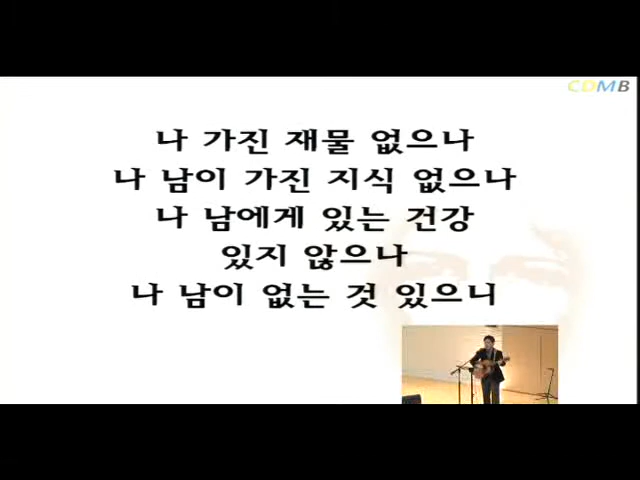 CDMB
나 가진 재물 없으나
나 남이 가진 지식 없으나
나 남에게 있는 건강
있지 않으나
나 남이 없는 것 있으니